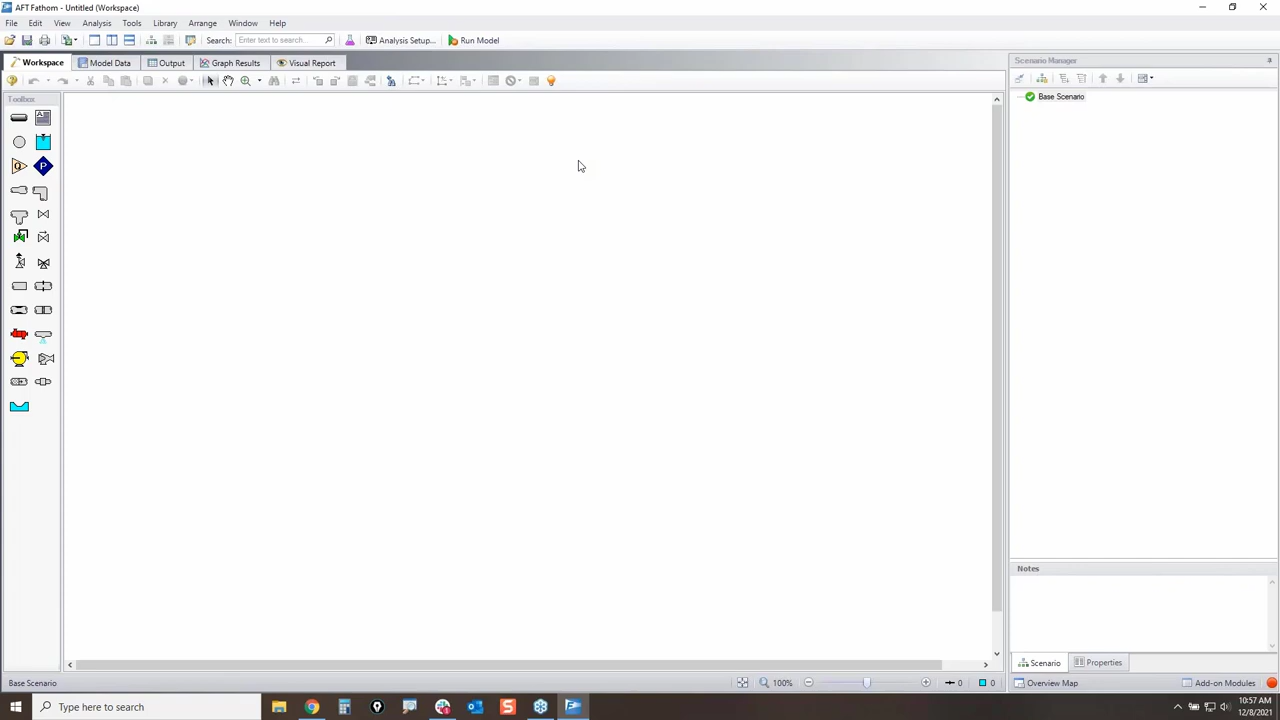 AFT Fathom - Untitled (Workspace)
File Edit View Analysis Tools Library Arrange Window Help
Search: Enter text to search... Analysis Setup... Run Model
Workspace Model Data Output Graph Results Visual Report
Scenario Manager
Toolbox
Base Scenario
A
Q P
Notes
Scenario Properties
Base Scenario 100% 0 0 Overview Map Add-on Modules
Type here to search
10:57 AM
12/8/2021